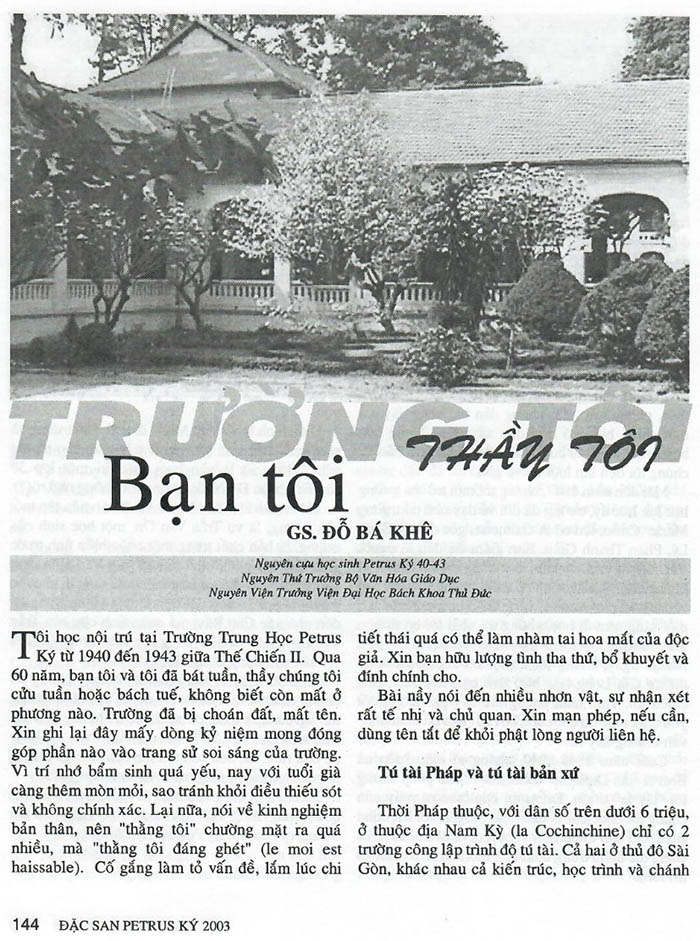 TRƯỜNG TÔI
THẦY TÔI
Bạn tôi
GS. ĐỖ BÁ KHÊ
Nguyên cựu học sinh Petrus Ký 40-43
Nguyên Thứ Trưởng Bộ Văn Hóa Giáo Dục
Nguyên Viện Trưởng Viện Đại Học Bách Khoa Thủ Đức
Tôi học nội trú tại Trường Trung Học Petrus
Ký từ 1940 đến 1943 giữa Thế Chiến II. Qua
60 năm, bạn tôi và tôi đã bát tuần, thầy chúng tôi
cửu tuần hoặc bách tuế, không biết còn mất ở
phương nào. Trường đã bị choán đất, mất tên.
Xin ghi lại đây mấy dòng kỷ niệm mong đóng
góp phần nào vào trang sử soi sáng của trường.
Vì trí nhớ bẩm sinh quá yếu, nay với tuổi già
càng thêm mòn mỏi, sao tránh khỏi điều thiếu sót
và không chính xác. Lại nữa, nói về kinh nghiệm
bản thân, nên "thằng tôi" chường mặt ra quá
nhiều, mà "thằng tôi đáng ghét" (le moi est
haissable). Cố gắng làm tỏ vấn đề, lắm lúc chi
tiết thái quá có thể làm nhàm tai hoa mắt của độc
giả. Xin bạn hữu lượng tình tha thứ, bổ khuyết và
đính chính cho.
Bài nầy nói đến nhiều nhơn vật, sự nhận xét
rất tế nhị và chủ quan. Xin mạn phép, nếu cần,
dùng tên tắt để khỏi phật lòng người liên hệ.
Tú tài Pháp và tú tài bản xứ
Thời Pháp thuộc, với dân số trên dưới 6 triệu,
ở thuộc địa Nam Kỳ (la Cochinchine) chỉ có 2
trường công lập trình độ tú tài. Cả hai ở thủ đô Sài
Gòn, khác nhau cả kiến trúc, học trình và chánh
144 ĐẶC SAN PETRUS KÝ 2003